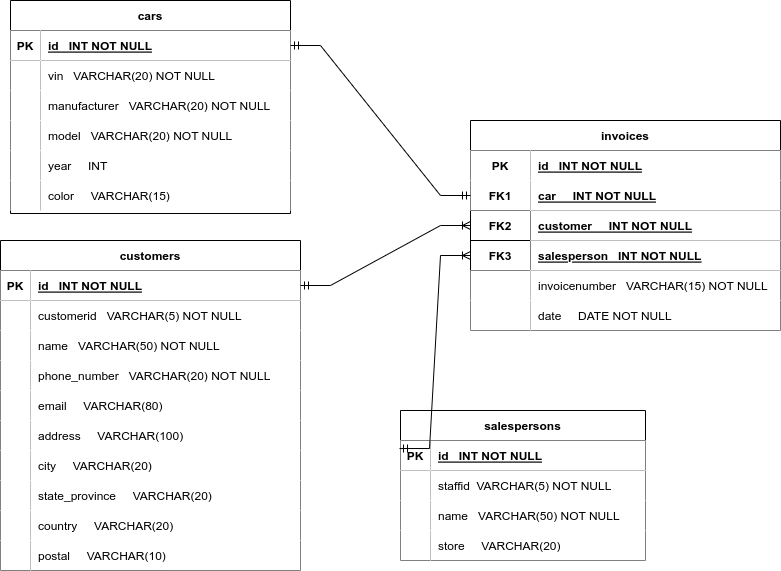 cars
PK id INT NOT NULL
vin VARCHAR(20) NOT NULL
manufacturer VARCHAR(20) NOT NULL
model VARCHAR(20) NOT NULL
year INT
color VARCHAR(15)
customers
PK id INT NOT NULL
customerid VARCHAR(5) NOT NULL
name VARCHAR(50) NOT NULL
phone_number VARCHAR(20) NOT NULL
email VARCHAR(80)
address VARCHAR(100)
city VARCHAR(20)
state_province VARCHAR(20)
country VARCHAR(20)
postal VARCHAR(10)
invoices
PK id INT NOT NULL
FK1 car INT NOT NULL
FK2 customer INT NOT NULL
FK3 salesperson INT NOT NULL
invoicenumber VARCHAR(15) NOT NULL
date DATE NOT NULL
salespersons
PK id INT NOT NULL
staffid VARCHAR(5) NOT NULL
name VARCHAR(50) NOT NULL
store VARCHAR(20)